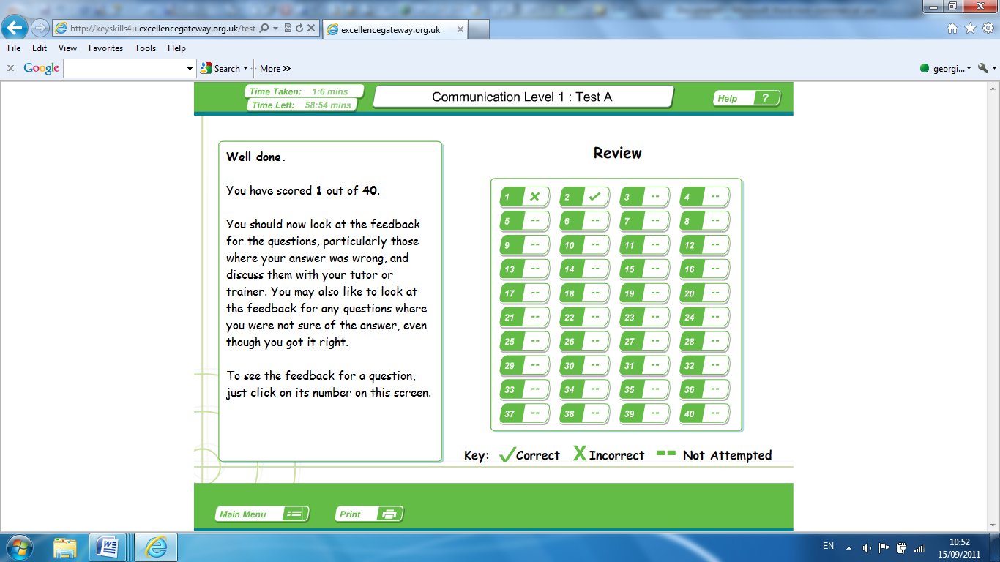 http://keyskills4u.excellencegateway.org.uk/test
excellencegateway.org.uk
File Edit View Favorites Tools Help
x Google Search More >> georgi...
Time Taken: 1:6 mins
Time Left: 58:54 mins
Communication Level 1 : Test A
Help ?
Well done.
You have scored 1 out of 40.
You should now look at the feedback
for the questions, particularly those
where your answer was wrong, and
discuss them with your tutor or
trainer. You may also like to look at
the feedback for any questions where
you were not sure of the answer, even
though you got it right.
To see the feedback for a question,
just click on its number on this screen.
Review
1 2 3 -- 4 --
5 -- 6 -- 7 -- 8 --
9 -- 10 -- 11 -- 12 --
13 -- 14 -- 15 -- 16 --
17 -- 18 -- 19 -- 20 --
21 -- 22 -- 23 -- 24 --
25 -- 26 -- 27 -- 28 --
29 -- 30 -- 31 -- 32 --
33 -- 34 -- 35 -- 36 --
37 -- 38 -- 39 -- 40 --
Key: Correct X Incorrect -- Not Attempted
Main Menu Print
EN 10:52
15/09/2011